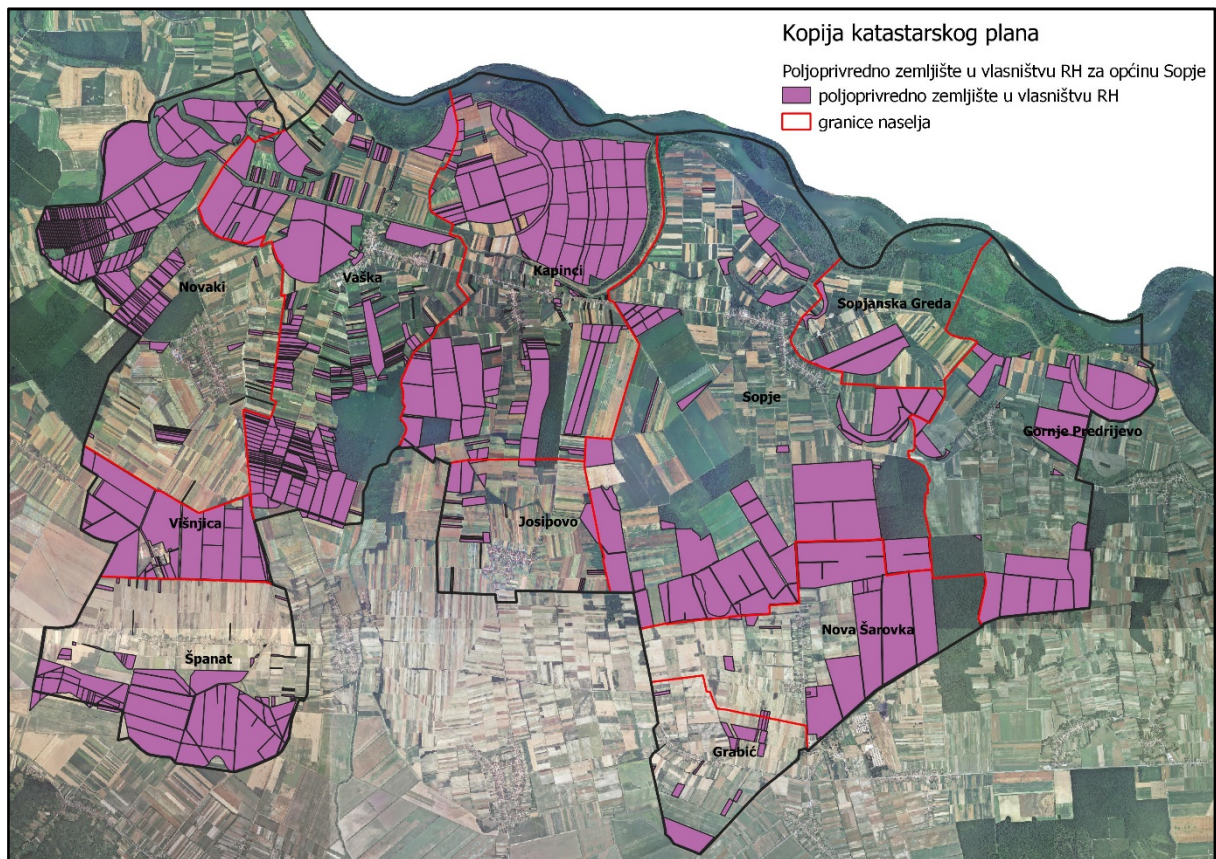 Kopija katastarskog plana
Poljoprivredno zemljište u vlasništvu RH za općinu Sopje
poljoprivredno zemljište u vlasništvu RH
granice naselja
Novaki
Vaška
Kapinci
Sopjanska Greda
Sopje
Gornje Predrijevo
Višnjica
Josipovo
Nova Šarovka
Španat
Grabić